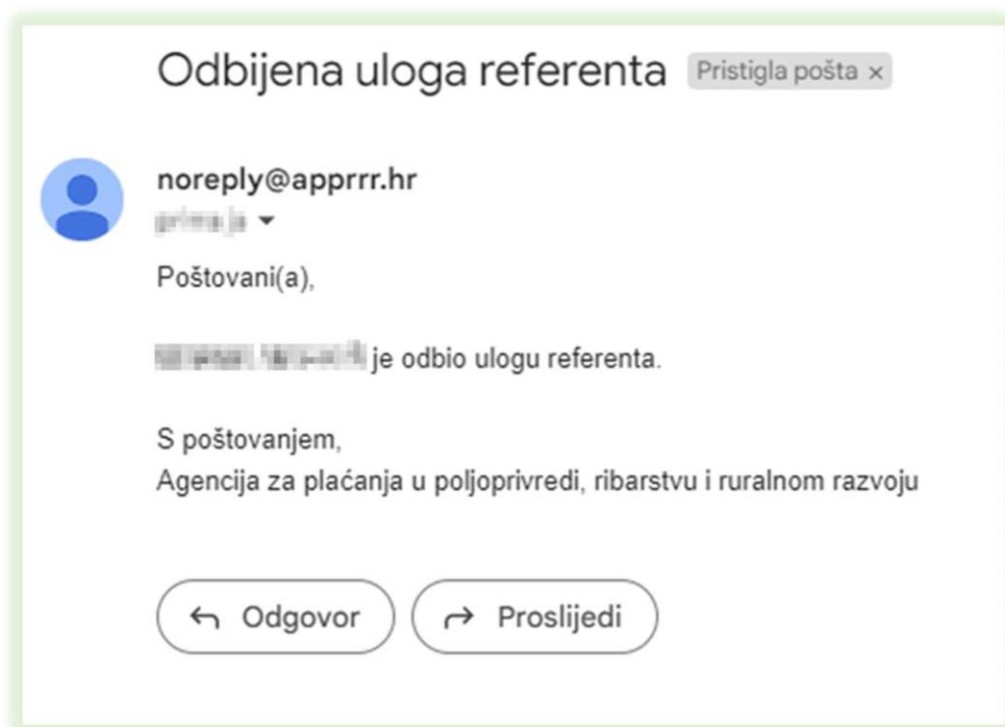 Odbijena uloga referenta Pristigla pošta ×
noreply@apprrr.hr
Poštovani(a),
je odbio ulogu referenta.
S poštovanjem,
Agencija za plaćanja u poljoprivredi, ribarstvu i ruralnom razvoju
Odgovor Proslijedi